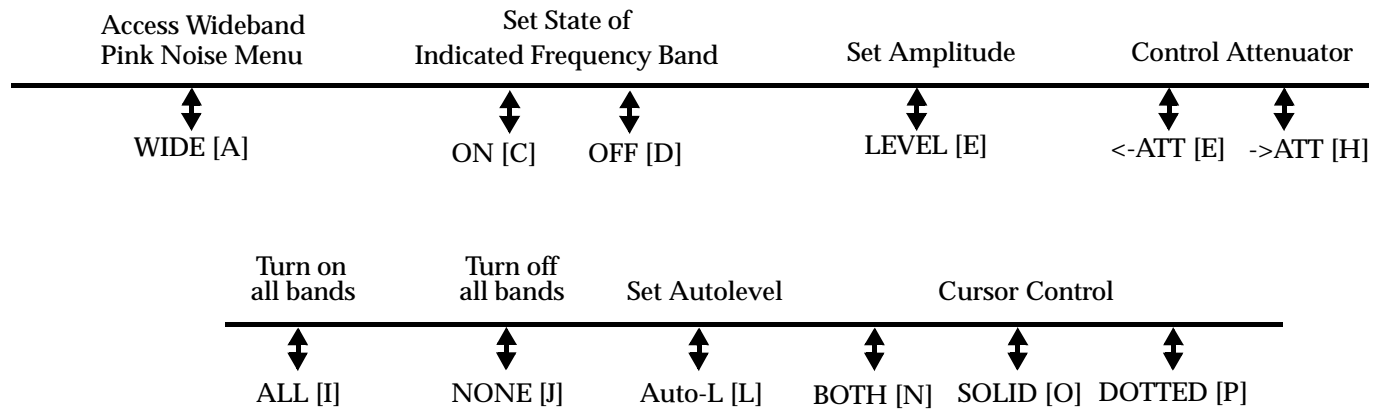 Access Wideband
Pink Noise Menu
Set State of
Indicated Frequency Band
Set Amplitude
Control Attenuator
WIDE [A]
ON [C]
OFF [D]
LEVEL [E]
<-ATT [E]
->ATT [H]
Turn on
all bands
Turn off
all bands
Set Autolevel
Cursor Control
ALL [I]
NONE [J]
Auto-L [L]
BOTH [N]
SOLID [O]
DOTTED [P]